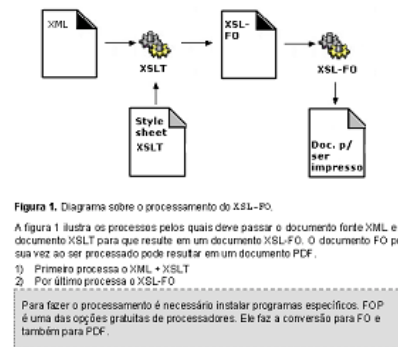 XML
XSL-
FO
XSLT
XSL-FO
Style
sheet
XSLT
Doc. p/
ser
impresso
Figura 1. Diagrama sobre o processamento do XSL-FO.
A figura 1 ilustra os processos pelos quais deve passar o documento fonte XML e
documento XSLT para que resulte em um documento XSL-FO. O documento FO p
sua vez ao ser processado pode resultar em um documento PDF.
1) Primeiro processa o XML + XSLT
2) Por último processa o XSL-FO
Para fazer o processamento é necessário instalar programas específicos. FOP
é uma das opções gratuitas de processadores. Ele faz a conversão para FO e
também para PDF.